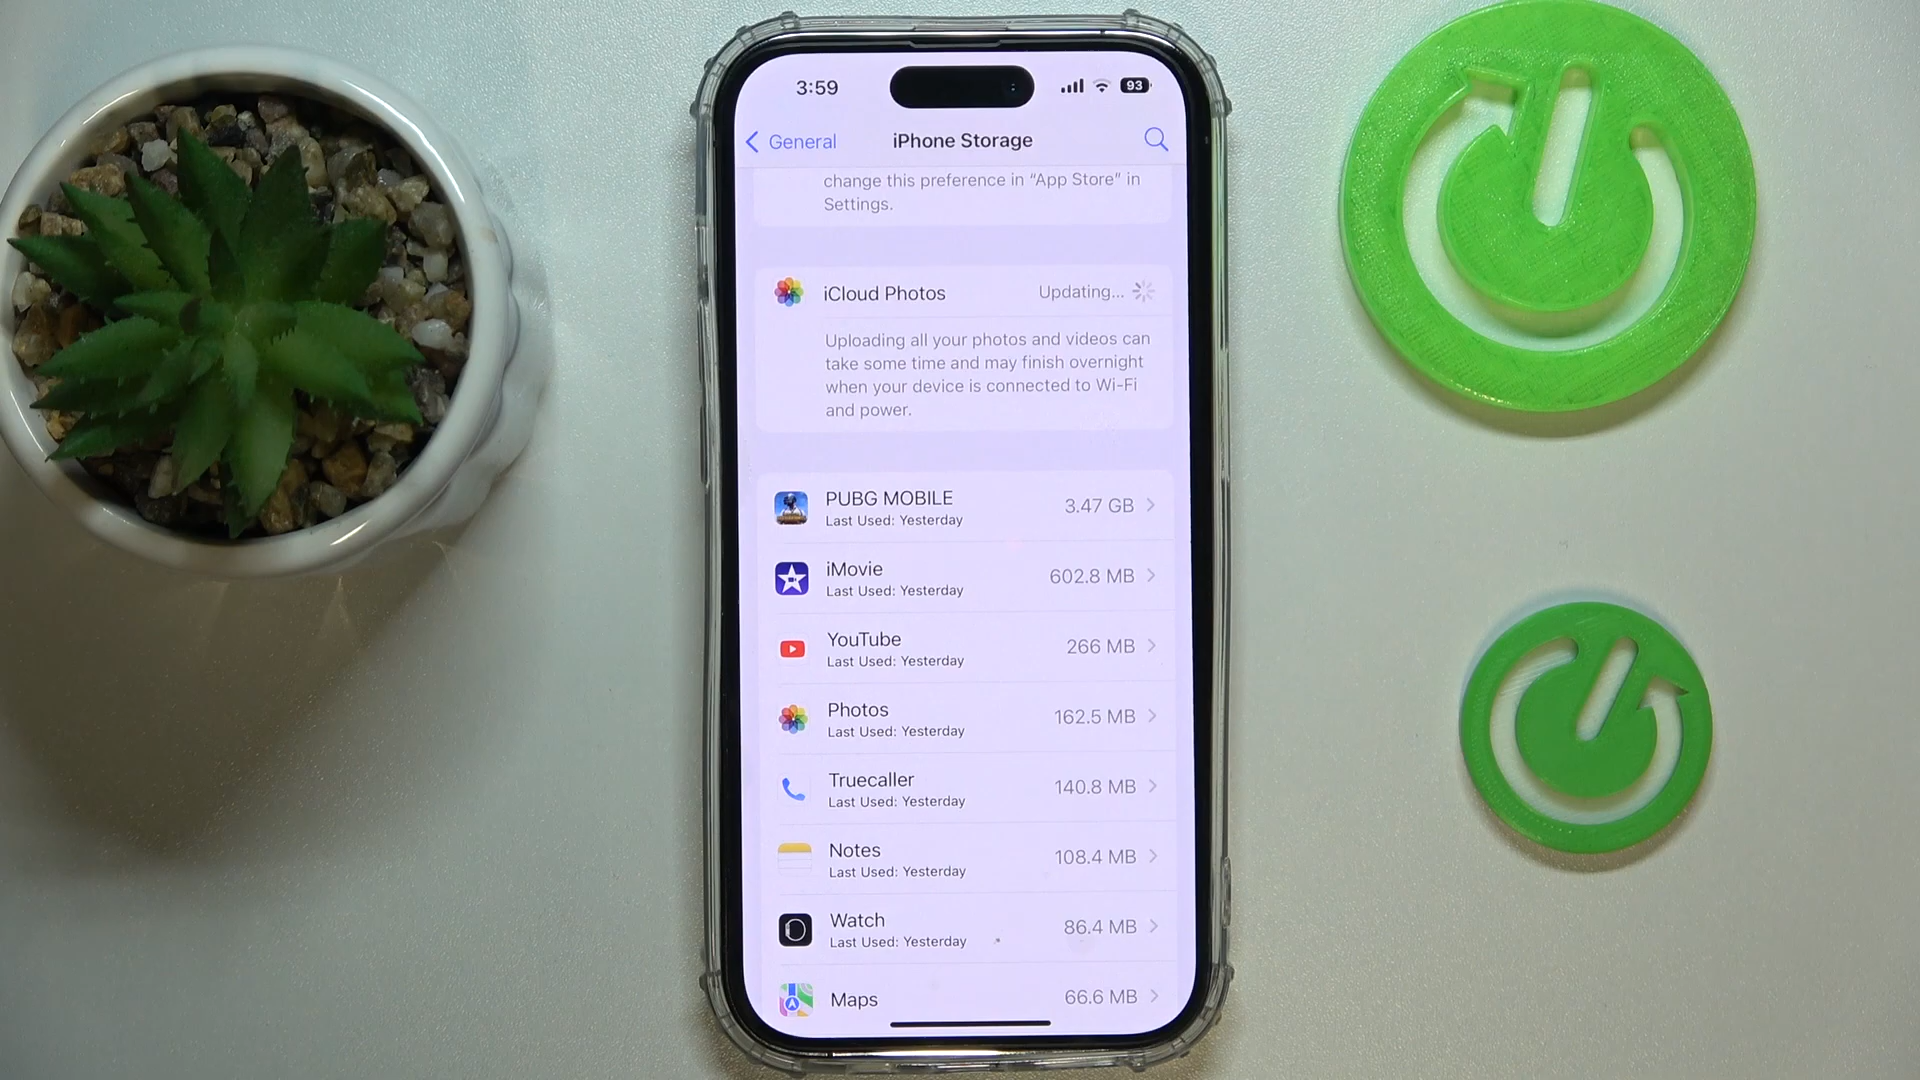 3:59
93
General
iPhone Storage
change this preference in “App Store” in
Settings.
iCloud Photos
Updating...
Uploading all your photos and videos can
take some time and may finish overnight
when your device is connected to Wi-Fi
and power.
PUBG MOBILE
3.47 GB
Last Used: Yesterday
iMovie
602.8 MB
Last Used: Yesterday
YouTube
266 MB
Last Used: Yesterday
Photos
162.5 MB
Last Used: Yesterday
Truecaller
140.8 MB
Last Used: Yesterday
Notes
108.4 MB
Last Used: Yesterday
Watch
86.4 MB
Last Used: Yesterday
Maps
66.6 MB